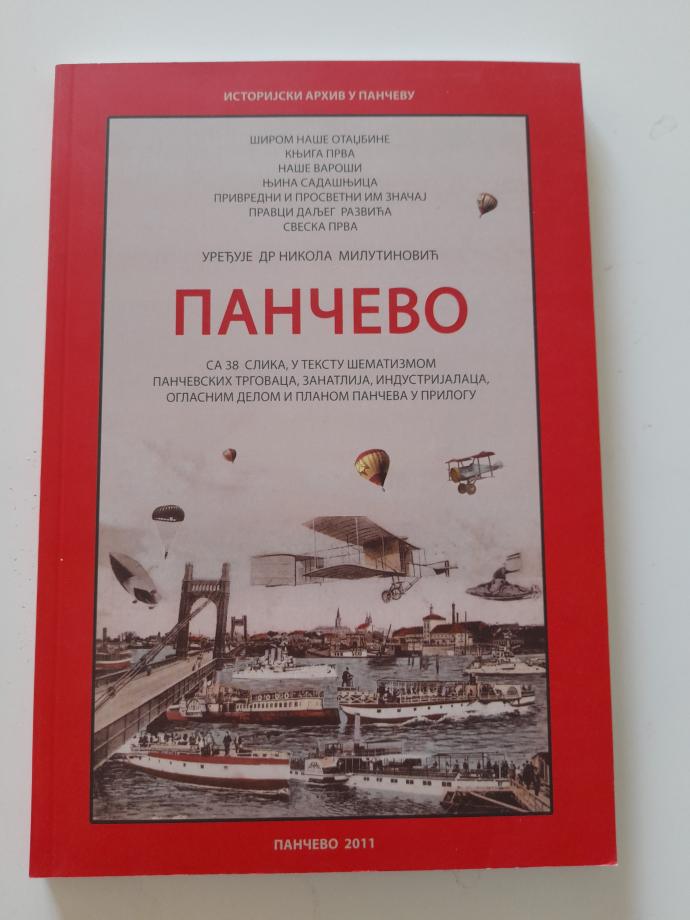 ИСТОРИЈСКИ АРХИВ У ПАНЧЕВУ
ШИРОМ НАШЕ ОТАЏБИНЕ
КЊИГА ПРВА
НАШЕ ВАРОШИ
ЊИНА САДАШЊИЦА
ПРИВРЕДНИ И ПРОСВЕТНИ ИМ ЗНАЧАЈ
ПРАВЦИ ДАЉЕГ РАЗВИЋА
СВЕСКА ПРВА
УРЕЂУЈЕ ДР НИКОЛА МИЛУТИНОВИЋ
ПАНЧЕВО
СА 38 СЛИКА, У ТЕКСТУ ШЕМАТИЗМОМ
ПАНЧЕВСКИХ ТРГОВАЦА, ЗАНАТЛИЈА, ИНДУСТРИЈАЛАЦА,
ОГЛАСНИМ ДЕЛОМ И ПЛАНОМ ПАНЧЕВА У ПРИЛОГУ
ПАНЧЕВО 2011